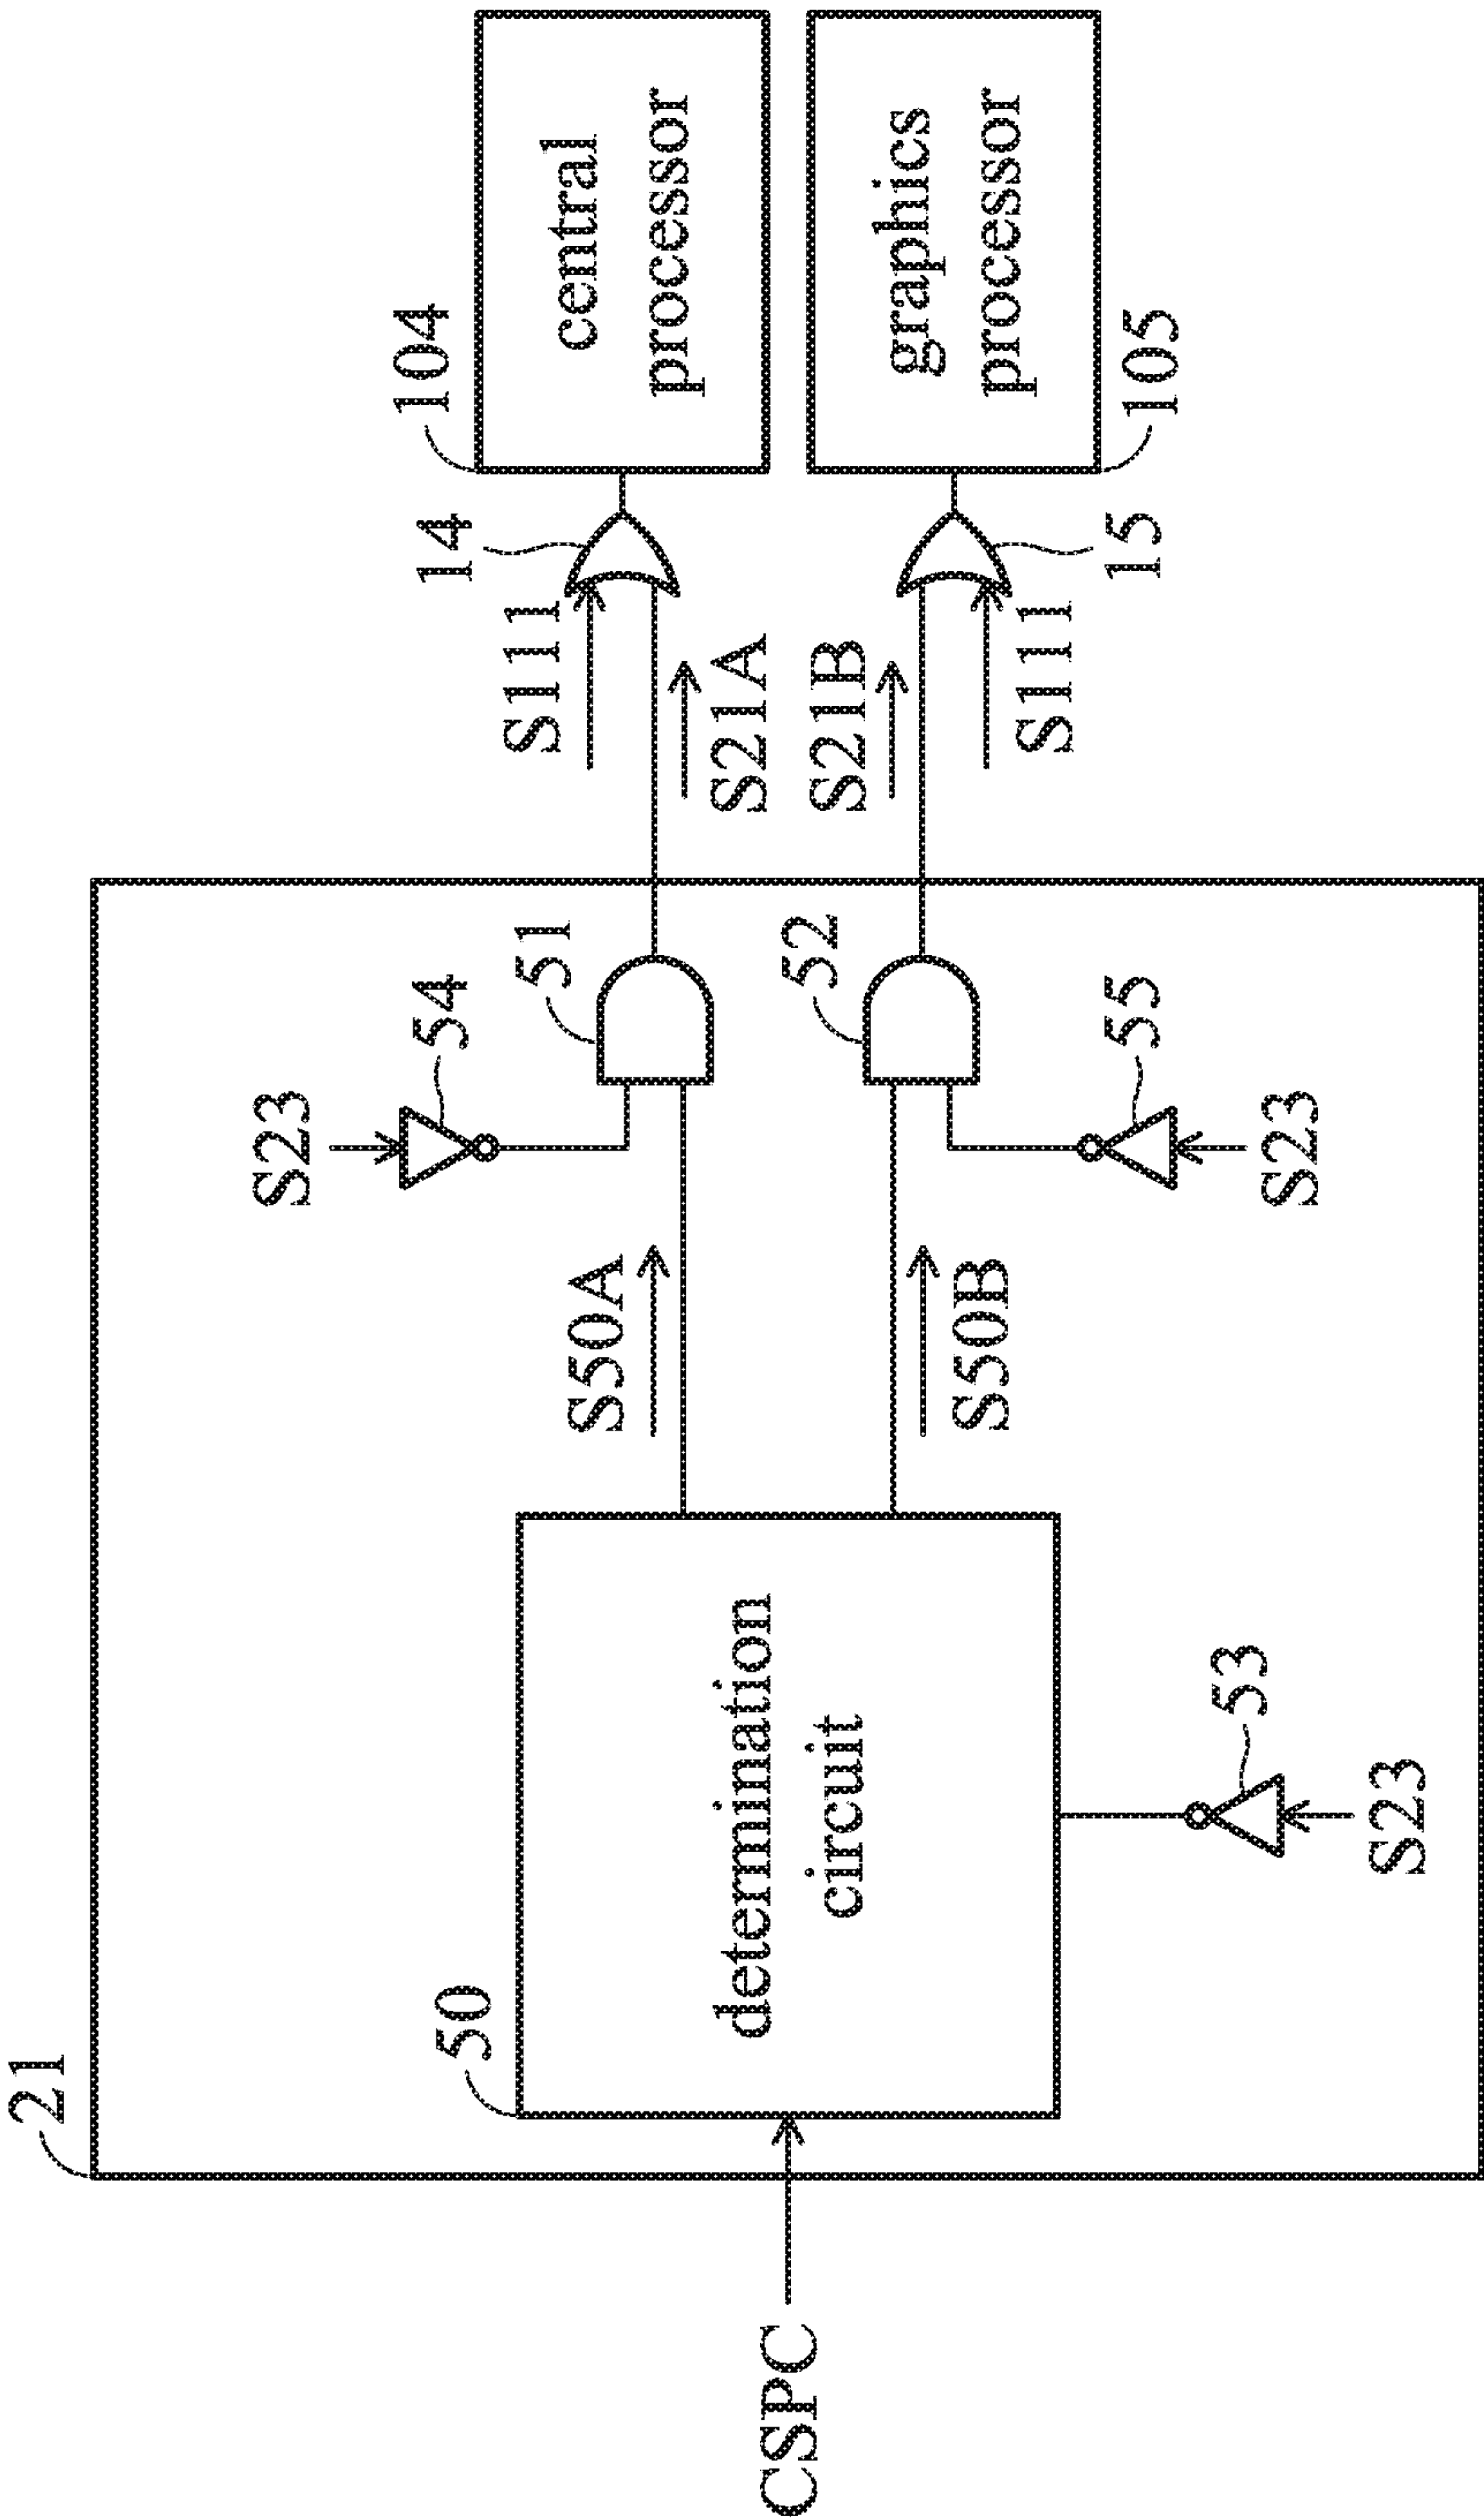 21
CSPC
50
determination
circuit
53
S23
S50A
S50B
S23
54
51
52
55
S23
S111
14
S21A
S21B
15
S111
104
central
processor
graphics
processor
105